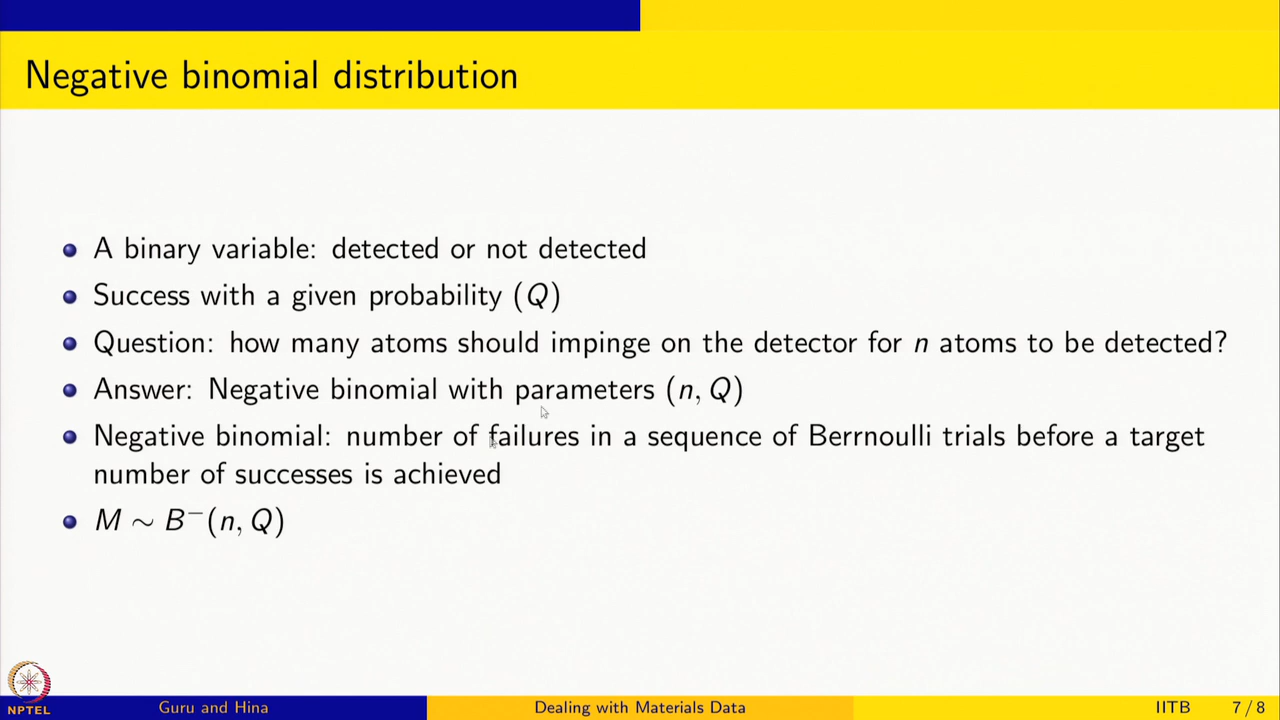 Negative binomial distribution
A binary variable: detected or not detected
Success with a given probability (Q)
Question: how many atoms should impinge on the detector for n atoms to be detected?
Answer: Negative binomial with parameters (n, Q)
Negative binomial: number of failures in a sequence of Berrnoulli trials before a target
number of successes is achieved
M ∼ B⁻(n, Q)
NPTEL
Guru and Hina
Dealing with Materials Data
IITB
7 / 8